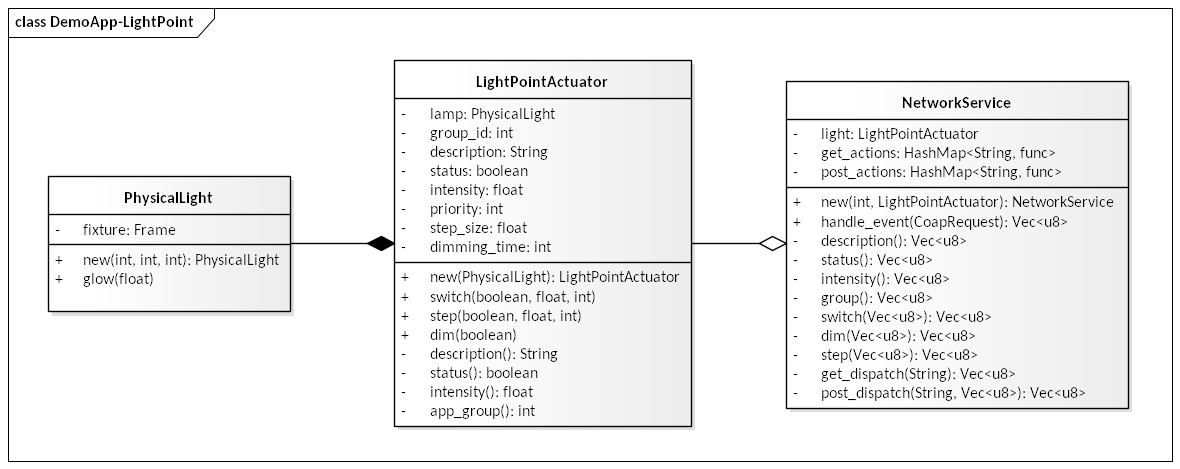 class DemoApp-LightPoint
PhysicalLight
- fixture: Frame
+ new(int, int, int): PhysicalLight
+ glow(float)
LightPointActuator
- lamp: PhysicalLight
- group_id: int
- description: String
- status: boolean
- intensity: float
- priority: int
- step_size: float
- dimming_time: int
+ new(PhysicalLight): LightPointActuator
+ switch(boolean, float, int)
+ step(boolean, float, int)
+ dim(boolean)
- description(): String
- status(): boolean
- intensity(): float
- app_group(): int
NetworkService
- light: LightPointActuator
- get_actions: HashMap<String, func>
- post_actions: HashMap<String, func>
+ new(int, LightPointActuator): NetworkService
+ handle_event(CoapRequest): Vec<u8>
- description(): Vec<u8>
- status(): Vec<u8>
- intensity(): Vec<u8>
- group(): Vec<u8>
- switch(Vec<u8>): Vec<u8>
- dim(Vec<u8>): Vec<u8>
- step(Vec<u8>): Vec<u8>
- get_dispatch(String): Vec<u8>
- post_dispatch(String, Vec<u8>): Vec<u8>